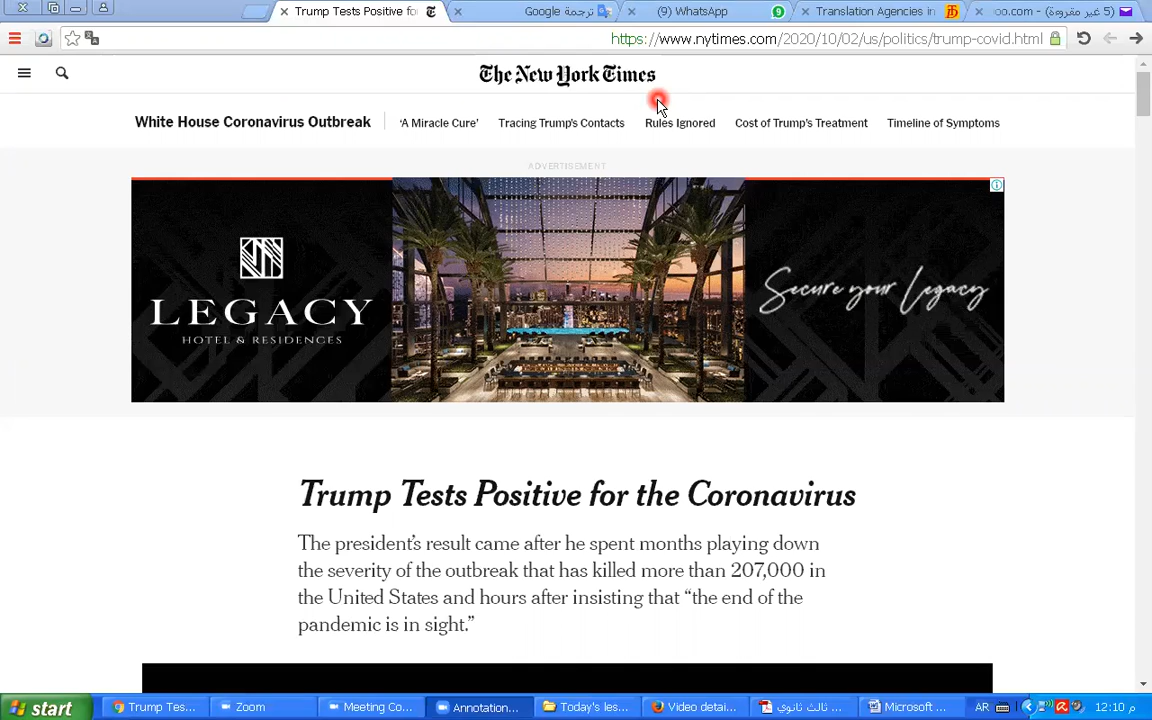 Trump Tests Positive fo
ترجمة Google
(9) WhatsApp
9
Translation Agencies in
(5 غير مقروءة) - oo.com
https://www.nytimes.com/2020/10/02/us/politics/trump-covid.html
The New York Times
White House Coronavirus Outbreak
‘A Miracle Cure’
Tracing Trump’s Contacts
Rules Ignored
Cost of Trump’s Treatment
Timeline of Symptoms
ADVERTISEMENT
LEGACY
HOTEL & RESIDENCES
Secure your Legacy
Trump Tests Positive for the Coronavirus
The president’s result came after he spent months playing down
the severity of the outbreak that has killed more than 207,000 in
the United States and hours after insisting that “the end of the
pandemic is in sight.”
start
Trump Tes...
Zoom
Meeting Co...
Annotation...
Today's les...
Video detai...
ثالث ثانوي ...
Microsoft ...
AR
12:10 م